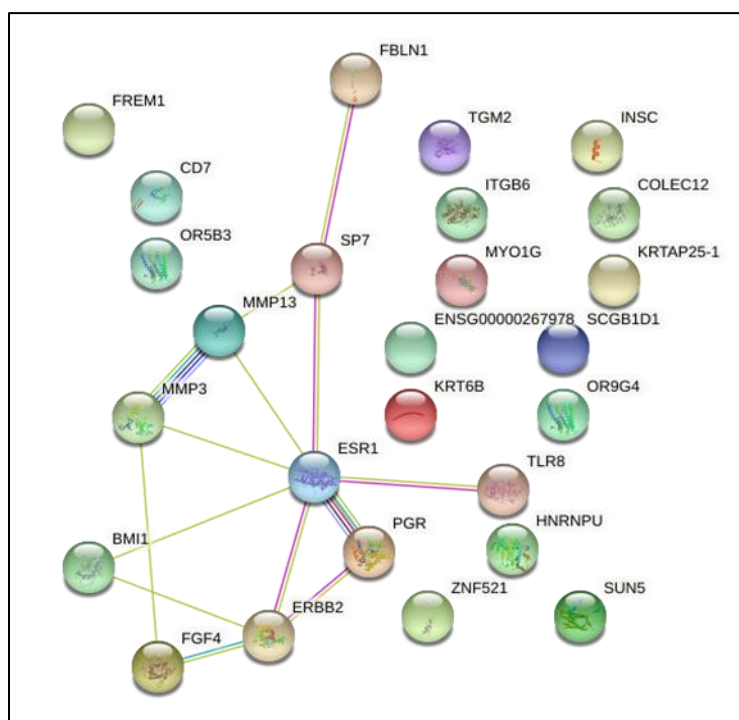 FBLN1
FREM1
TGM2
INSC
CD7
ITGB6
COLEC12
OR5B3
SP7
MYO1G
KRTAP25-1
MMP13
ENSG00000267978
SCGB1D1
MMP3
KRT6B
OR9G4
ESR1
TLR8
BMI1
PGR
HNRNPU
ERBB2
ZNF521
SUN5
FGF4